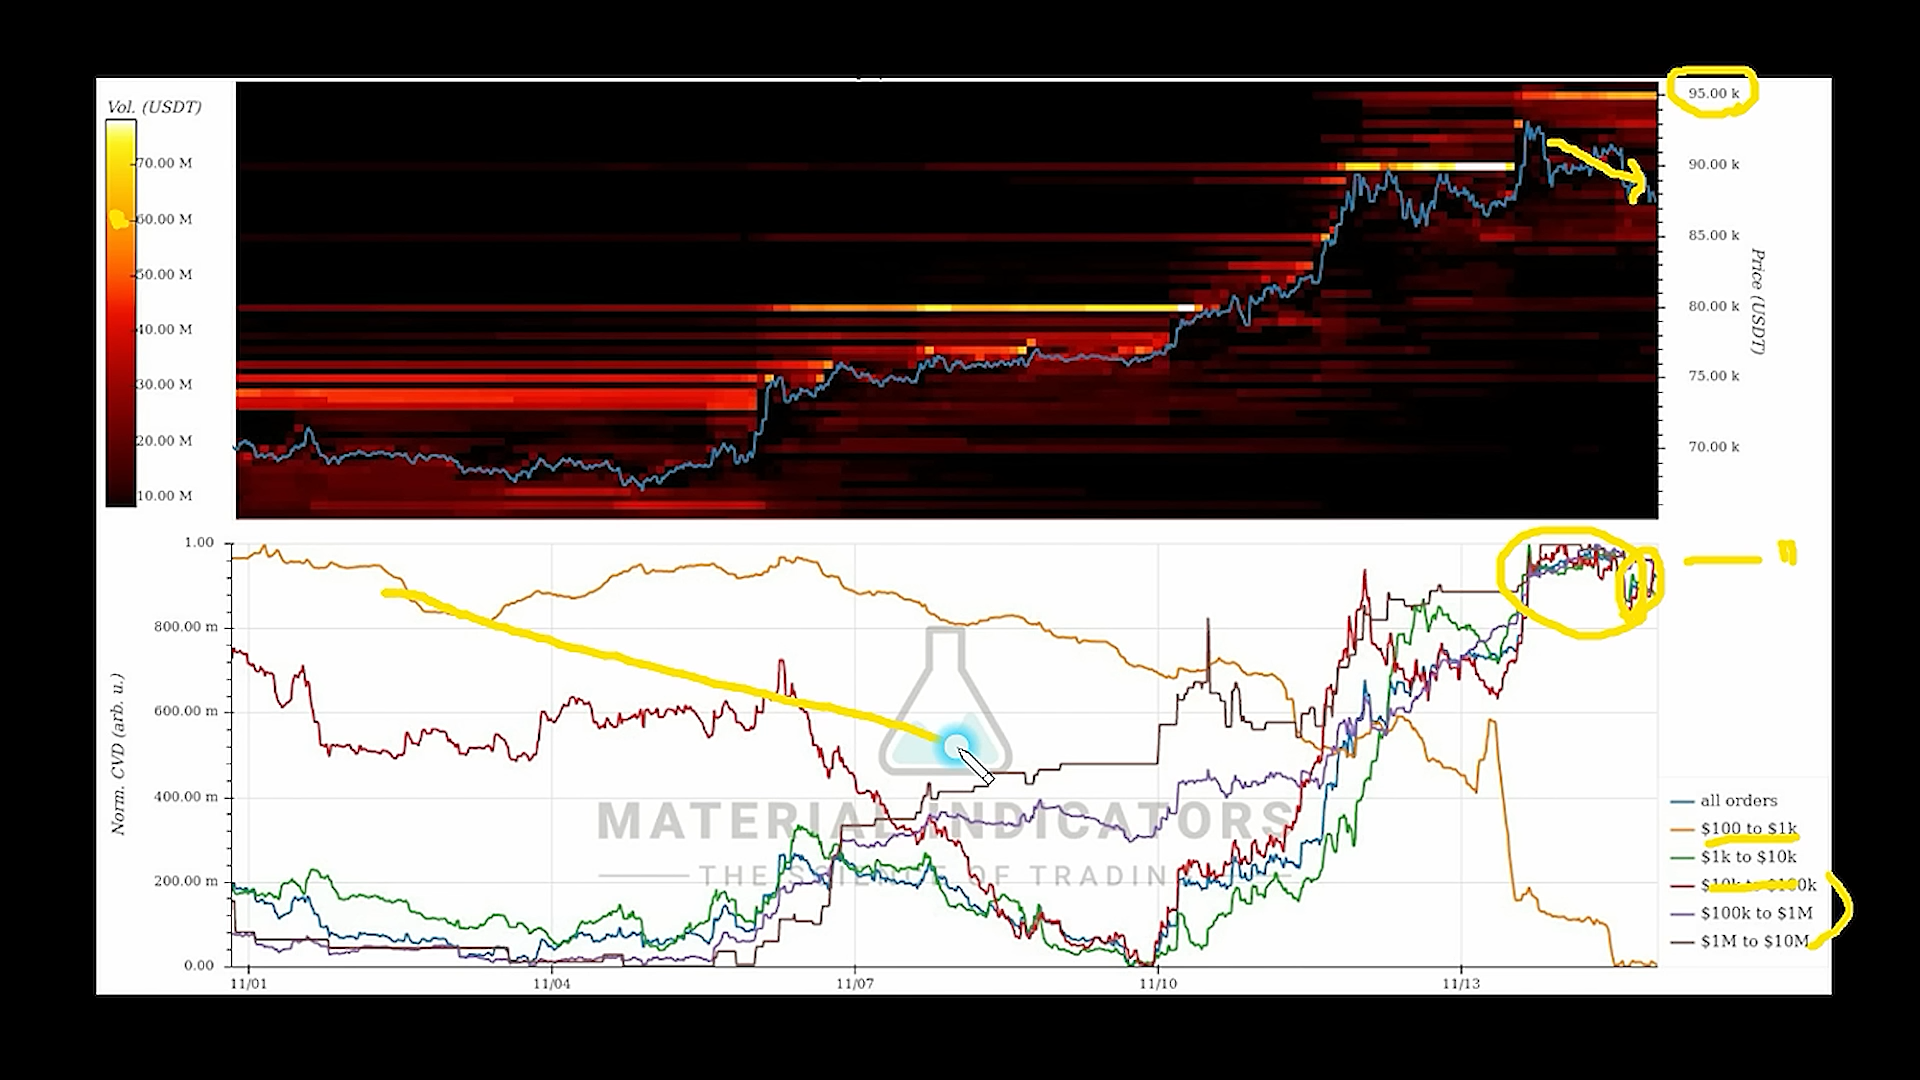 Vol. (USDT)
70.00 M
60.00 M
50.00 M
40.00 M
30.00 M
20.00 M
10.00 M
95.00 k
90.00 k
85.00 k
80.00 k
75.00 k
70.00 k
Price (USDT)
1.00
800.00 m
600.00 m
400.00 m
200.00 m
0.00
Norm. CVD (arb. u.)
11/01
11/04
11/07
11/10
11/13
MATERIAL INDICATORS
THE SCIENCE OF TRADING
all orders
$100 to $1k
$1k to $10k
$10k to $100k
$100k to $1M
$1M to $10M